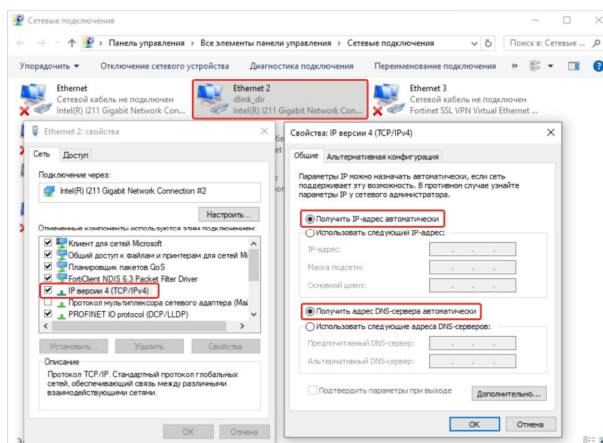 Сетевые подключения
Панель управления > Все элементы панели управления > Сетевые подключения
Поиск в: Сетевые ...
Упорядочить
Отключение сетевого устройства
Диагностика подключения
Переименование подключения
»
Ethernet
Сетевой кабель не подключен
Intel(R) I211 Gigabit Network Con...
Ethernet 2
dlink_dir
Intel(R) I211 Gigabit Network Con...
Ethernet 3
Сетевой кабель не подключен
Fortinet SSL VPN Virtual Ethernet ...
Ethernet 2: свойства
Сеть
Доступ
Подключение через:
Intel(R) I211 Gigabit Network Connection #2
Настроить...
Отмеченные компоненты используются этим подключением:
Клиент для сетей Microsoft
Общий доступ к файлам и принтерам для сетей Mi
Планировщик пакетов QoS
FortiClient NDIS 6.3 Packet Filter Driver
IP версии 4 (TCP/IPv4)
Протокол мультиплексора сетевого адаптера (Май
PROFINET IO protocol (DCP/LLDP)
Установить...
Удалить
Свойства
Описание
Протокол TCP/IP. Стандартный протокол глобальных
сетей, обеспечивающий связь между различными
взаимодействующими сетями.
ОК
Отмена
Свойства: IP версии 4 (TCP/IPv4)
Общие
Альтернативная конфигурация
Параметры IP можно назначать автоматически, если сеть
поддерживает эту возможность. В противном случае узнайте
параметры IP у сетевого администратора.
Получить IP-адрес автоматически
Использовать следующий IP-адрес:
IP-адрес:
Маска подсети:
Основной шлюз:
Получить адрес DNS-сервера автоматически
Использовать следующие адреса DNS-серверов:
Предпочитаемый DNS-сервер:
Альтернативный DNS-сервер:
Подтвердить параметры при выходе
Дополнительно...
ОК
Отмена